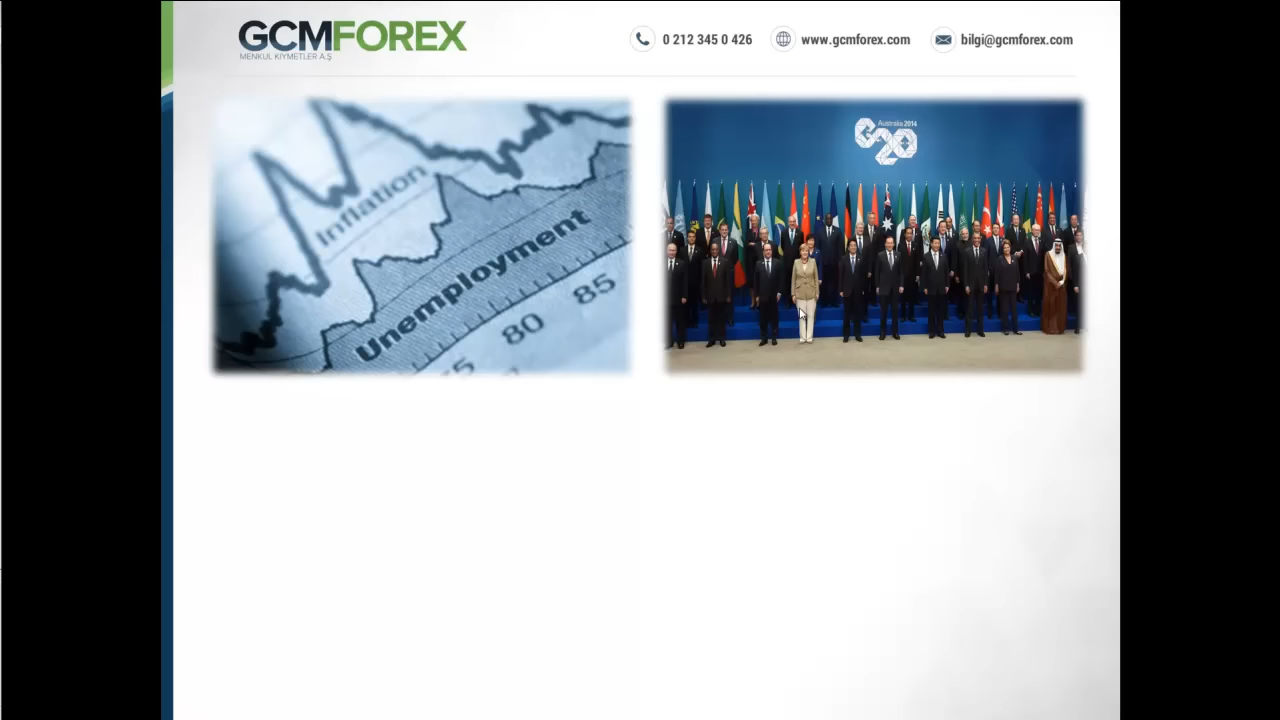 GCMFOREX
MENKUL KIYMETLER A.Ş
0 212 345 0 426
www.gcmforex.com
bilgi@gcmforex.com
Inflation
Unemployment
80
85
Australia 2014
G20